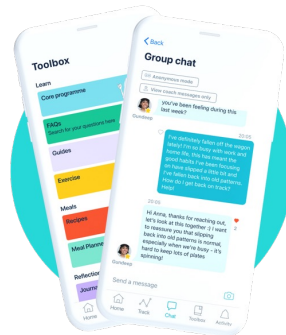 Toolbox
Learn
Core programme
FAQs
Search for your questions here
Guides
Exercise
Meals
Recipes
Meal Planne
Reflection
Journa
Home
Back
Group chat
Anonymous mode
View coach messages only
you've been feeling during this
last week?
Gurdeep
20:05
I've definitely fallen off the wagon
lately! I'm so busy with work and
home life, this has meant the
good habits I've been focusing
on have slipped a little bit and
I've fallen back into old patterns.
How do I get back on track?
Help!
20:05
Hi Anna, thanks for reaching out,
let's look at this together :) I want
to reassure you that slipping
back into old patterns is normal,
especially when we're busy - it's
hard to keep lots of plates
spinning!
Gurdeep
Send a message
Home
Track
Chat
Toolbox
Activity